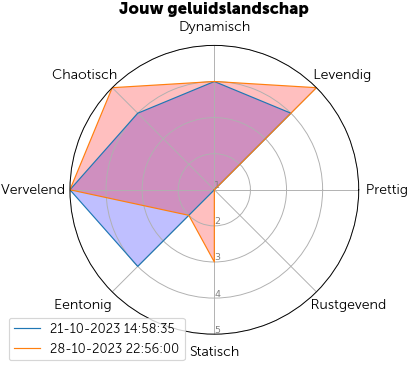 Jouw geluidslandschap
Dynamisch
Chaotisch
Levendig
Vervelend
Prettig
1
2
3
4
5
Eentonig
Rustgevend
Statisch
21-10-2023 14:58:35
28-10-2023 22:56:00